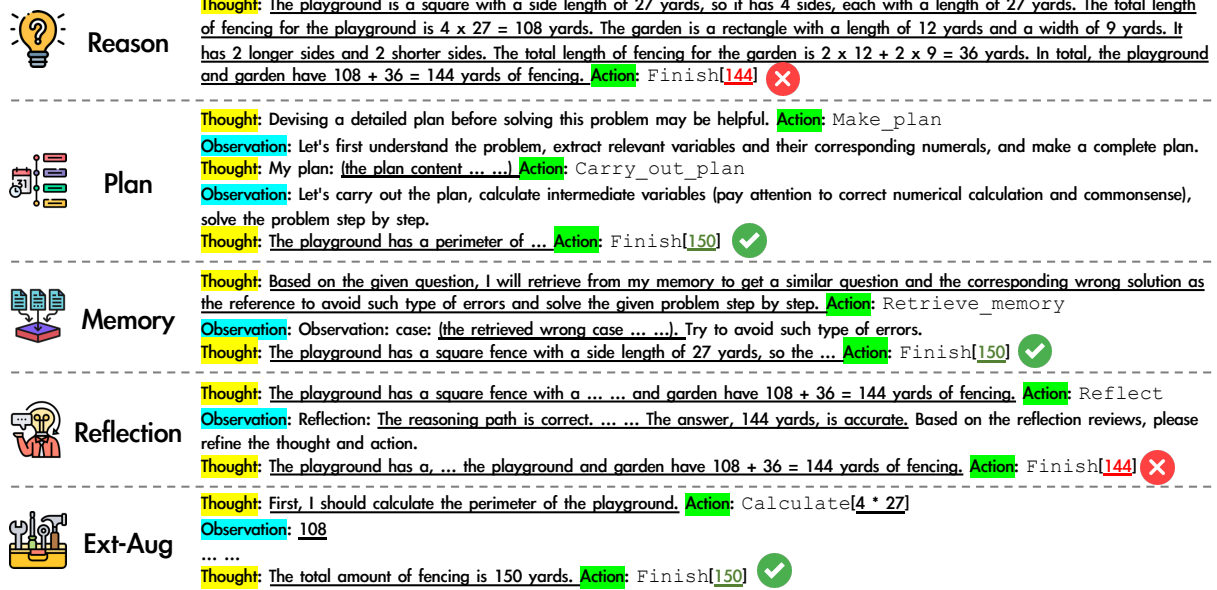 Thought: The playground is a square with a side length of 27 yards, so it has 4 sides, each with a length of 27 yards. The total length
of fencing for the playground is 4 x 27 = 108 yards. The garden is a rectangle with a length of 12 yards and a width of 9 yards. It
has 2 longer sides and 2 shorter sides. The total length of fencing for the garden is 2 x 12 + 2 x 9 = 36 yards. In total, the playground
and garden have 108 + 36 = 144 yards of fencing. Action: Finish[144]
Reason
Thought: Devising a detailed plan before solving this problem may be helpful. Action: Make_plan
Observation: Let's first understand the problem, extract relevant variables and their corresponding numerals, and make a complete plan.
Thought: My plan: (the plan content ... ...) Action: Carry_out_plan
Observation: Let's carry out the plan, calculate intermediate variables (pay attention to correct numerical calculation and commonsense),
solve the problem step by step.
Thought: The playground has a perimeter of ... Action: Finish[150]
31
Plan
Thought: Based on the given question, I will retrieve from my memory to get a similar question and the corresponding wrong solution as
the reference to avoid such type of errors and solve the given problem step by step. Action: Retrieve_memory
Observation: Observation: case: (the retrieved wrong case ... ...). Try to avoid such type of errors.
Thought: The playground has a square fence with a side length of 27 yards, so the ... Action: Finish[150]
Memory
Thought: The playground has a square fence with a ... ... and garden have 108 + 36 = 144 yards of fencing. Action: Reflect
Observation: Reflection: The reasoning path is correct. ... ... The answer, 144 yards, is accurate. Based on the reflection reviews, please
refine the thought and action.
Thought: The playground has a, ... the playground and garden have 108 + 36 = 144 yards of fencing. Action: Finish[144]
Reflection
Thought: First, I should calculate the perimeter of the playground. Action: Calculate[4 * 27]
Observation: 108
... ...
Thought: The total amount of fencing is 150 yards. Action: Finish[150]
Ext-Aug